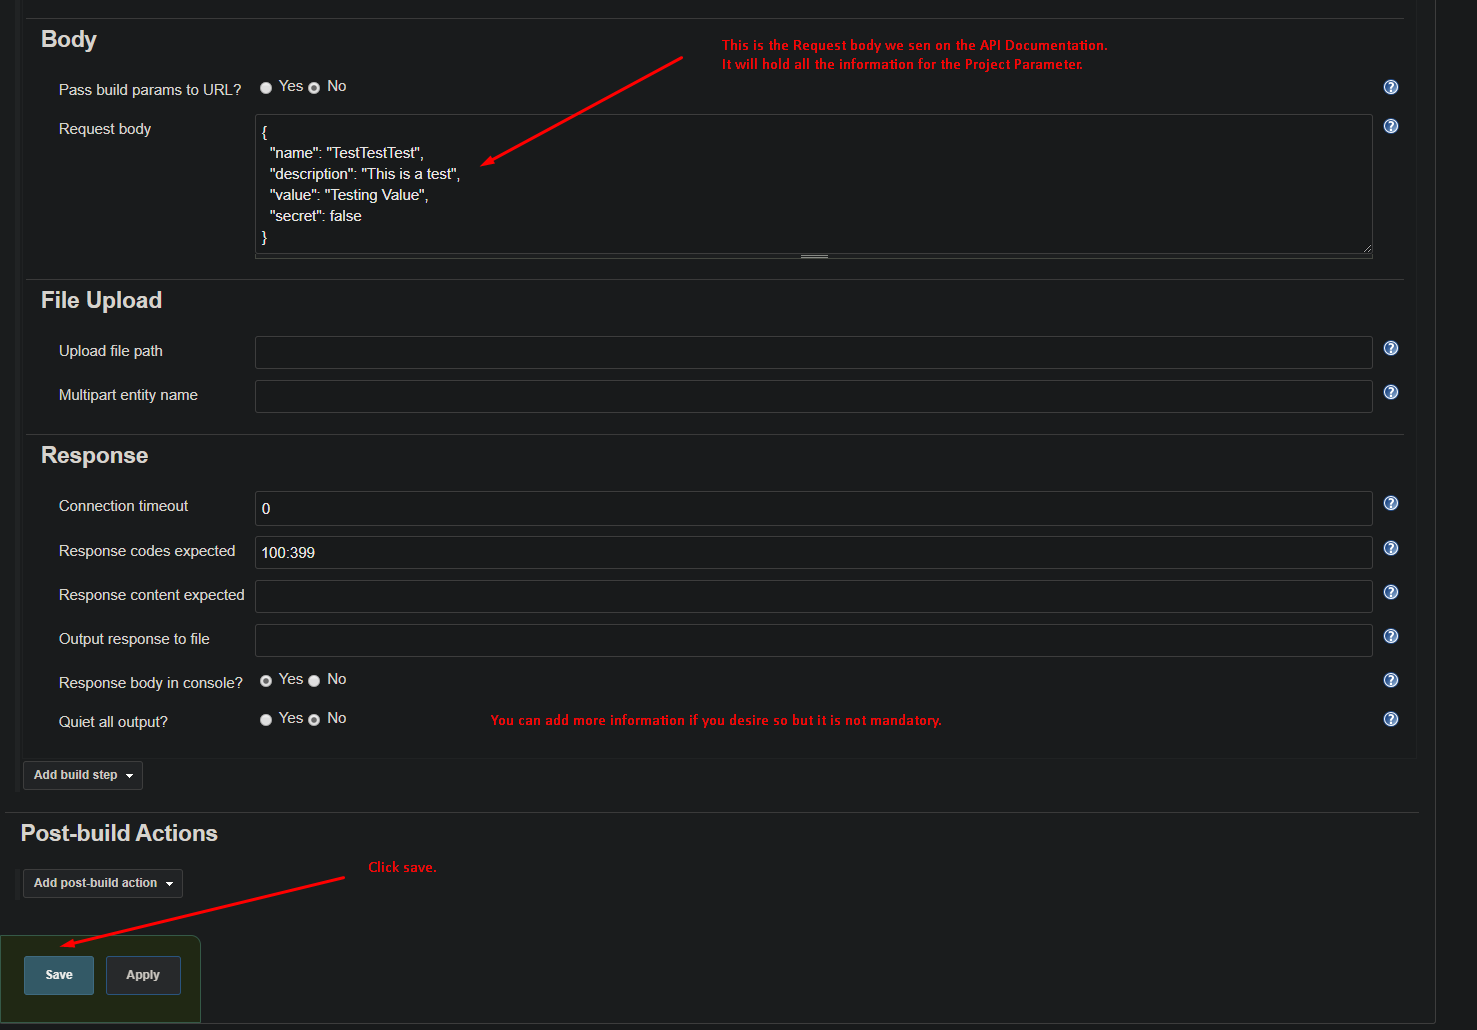 Body
This is the Request body we sen on the API Documentation.
It will hold all the information for the Project Parameter.
Pass build params to URL? Yes No
Request body
{
"name": "TestTestTest",
"description": "This is a test",
"value": "Testing Value",
"secret": false
}
File Upload
Upload file path
Multipart entity name
Response
Connection timeout 0
Response codes expected 100:399
Response content expected
Output response to file
Response body in console? Yes No
Quiet all output? Yes No
You can add more information if you desire so but it is not mandatory.
Add build step
Post-build Actions
Click save.
Add post-build action
Save Apply